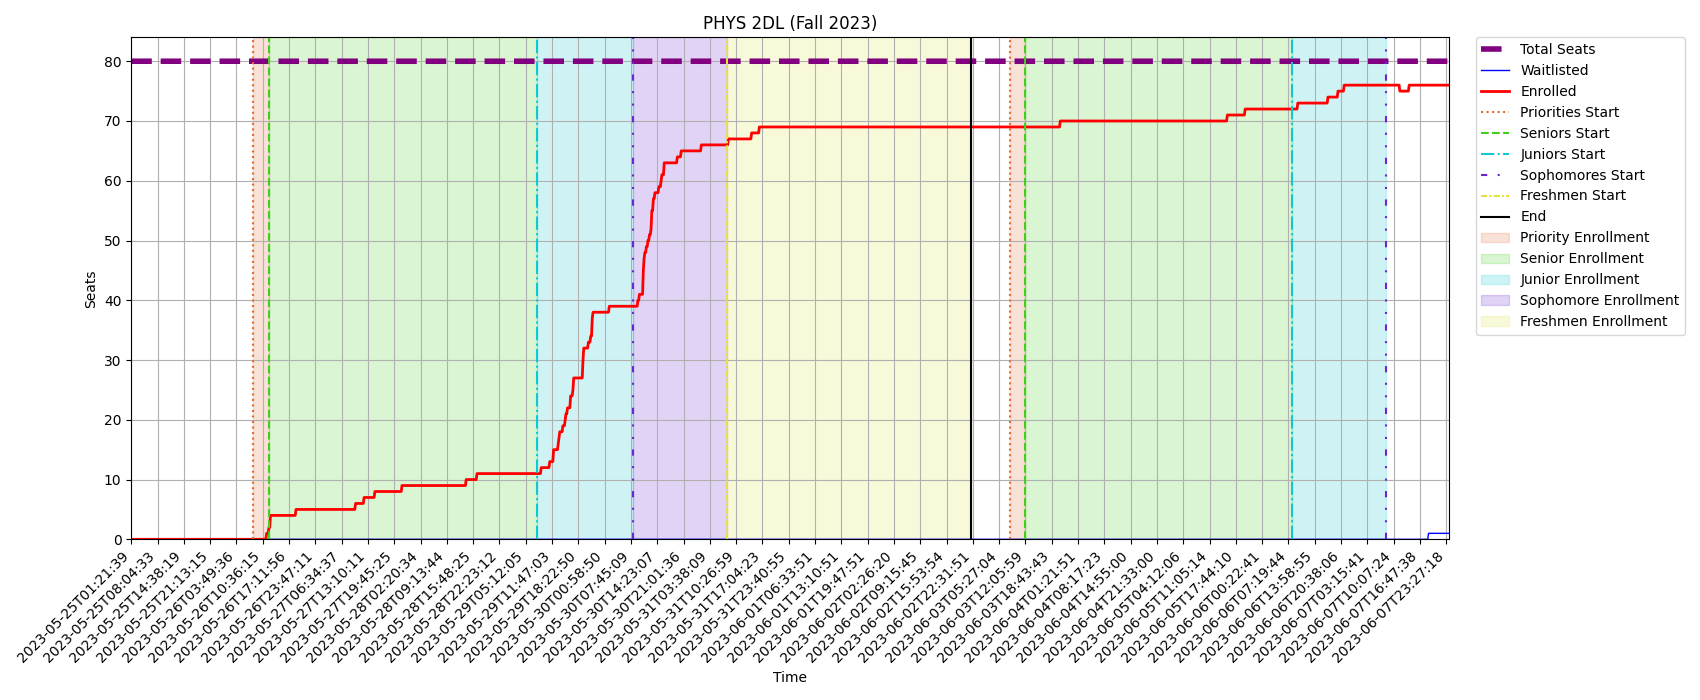 PHYS 2DL (Fall 2023)
Seats
80
70
60
50
40
30
20
10
0
2023-05-25T01:21:39
2023-05-25T08:04:33
2023-05-25T14:38:19
2023-05-25T21:13:15
2023-05-26T03:49:36
2023-05-26T10:36:15
2023-05-26T17:11:56
2023-05-26T23:47:11
2023-05-27T06:34:37
2023-05-27T13:10:11
2023-05-27T19:45:25
2023-05-28T02:20:34
2023-05-28T09:13:44
2023-05-28T15:48:25
2023-05-28T22:23:12
2023-05-29T05:12:05
2023-05-29T11:47:03
2023-05-29T18:22:50
2023-05-30T00:58:50
2023-05-30T07:45:09
2023-05-30T14:23:07
2023-05-30T21:01:36
2023-05-31T03:38:09
2023-05-31T10:26:59
2023-05-31T17:04:23
2023-05-31T23:40:55
2023-06-01T06:33:51
2023-06-01T13:10:51
2023-06-01T19:47:51
2023-06-02T02:26:20
2023-06-02T09:15:45
2023-06-02T15:53:54
2023-06-02T22:31:51
2023-06-03T05:27:04
2023-06-03T12:05:59
2023-06-03T18:43:43
2023-06-04T01:21:51
2023-06-04T08:17:23
2023-06-04T14:55:00
2023-06-04T21:33:00
2023-06-05T04:12:06
2023-06-05T11:05:14
2023-06-05T17:44:10
2023-06-06T00:22:41
2023-06-06T07:19:44
2023-06-06T13:58:55
2023-06-06T20:38:06
2023-06-07T03:15:41
2023-06-07T10:07:24
2023-06-07T16:47:38
2023-06-07T23:27:18
Time
Total Seats
Waitlisted
Enrolled
Priorities Start
Seniors Start
Juniors Start
Sophomores Start
Freshmen Start
End
Priority Enrollment
Senior Enrollment
Junior Enrollment
Sophomore Enrollment
Freshmen Enrollment